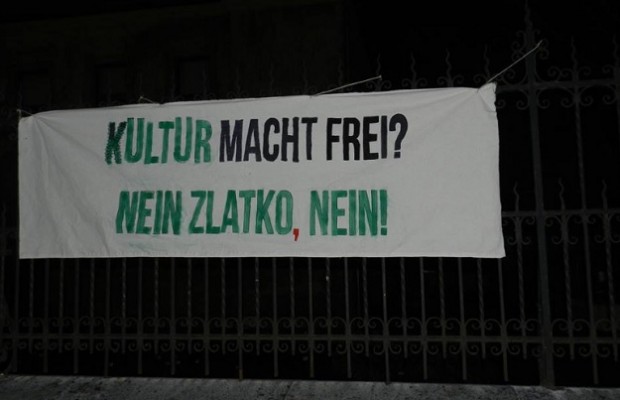 KULTUR MACHT FREI?
NEIN ZLATKO, NEIN!